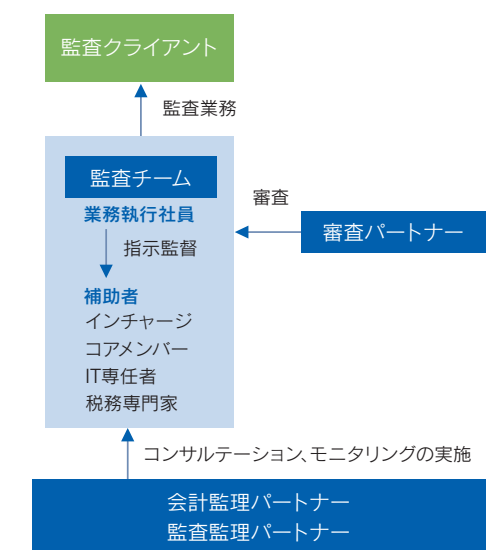 監査クライアント
監査業務
監査チーム
業務執行社員
指示監督
審査
審査パートナー
補助者
インチャージ
コアメンバー
IT専任者
税務専門家
コンサルテーション、モニタリングの実施
会計監理パートナー
監査監理パートナー